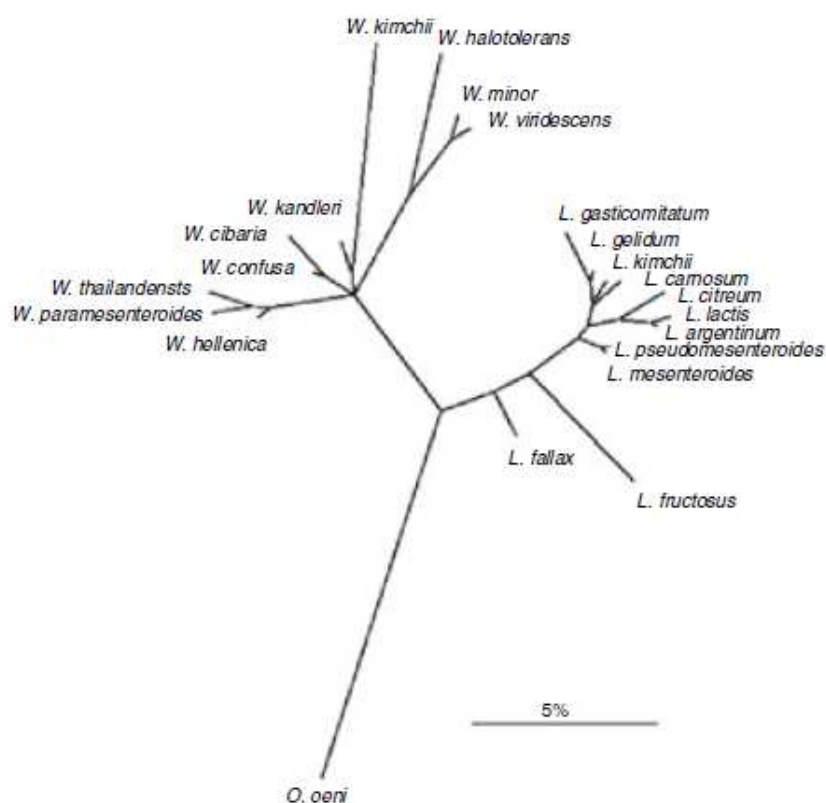 W. kimchii
W. halotolerans
W. minor
W. viridescens
W. kandleri
W. cibaria
W. confusa
W. thailandensts
W. paramesenteroides
W. hellenica
L. gasticomitatum
L. gelidum
L. kimchii
L. carnosum
L. citreum
L. lactis
L. argentinum
L. pseudomesenteroides
L. mesenteroides
L. fallax
L. fructosus
5%
O. oeni